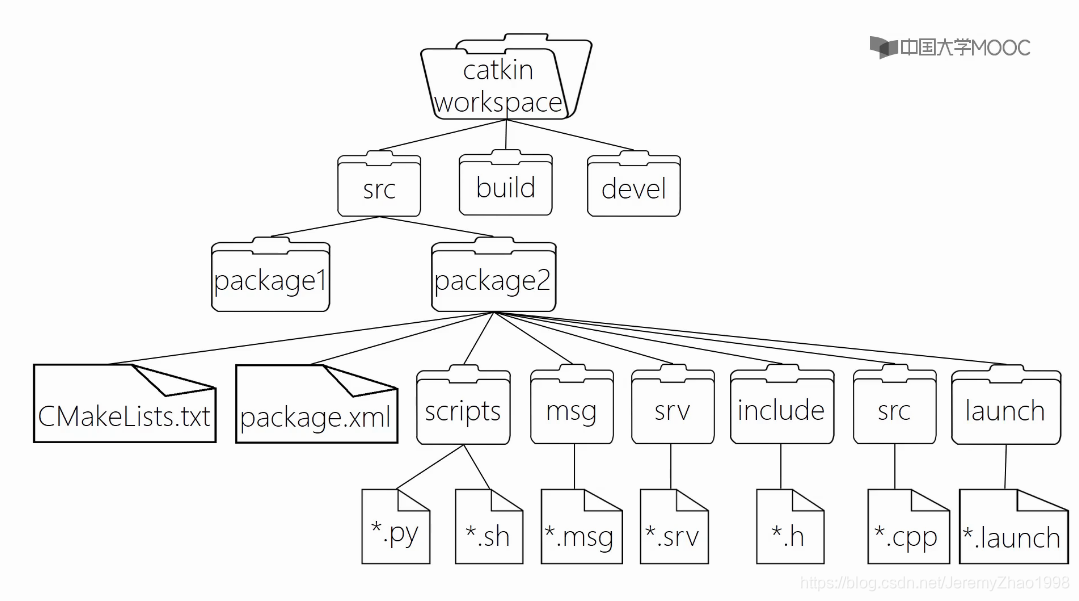 中国大学MOOC
catkin
workspace
src
build
devel
package1
package2
CMakeLists.txt
package.xml
scripts
msg
srv
include
src
launch
*.py
*.sh
*.msg
*.srv
*.h
*.cpp
*.launch
https://blog.csdn.net/JeremyZhao1998